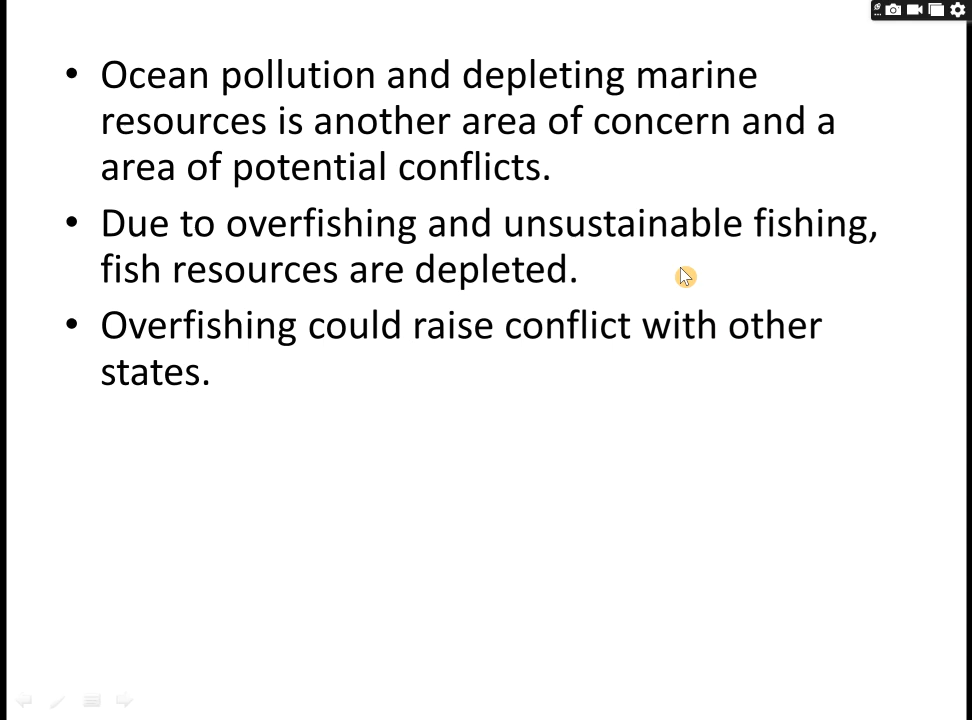 • Ocean pollution and depleting marine
resources is another area of concern and a
area of potential conflicts.
• Due to overfishing and unsustainable fishing,
fish resources are depleted.
• Overfishing could raise conflict with other
states.